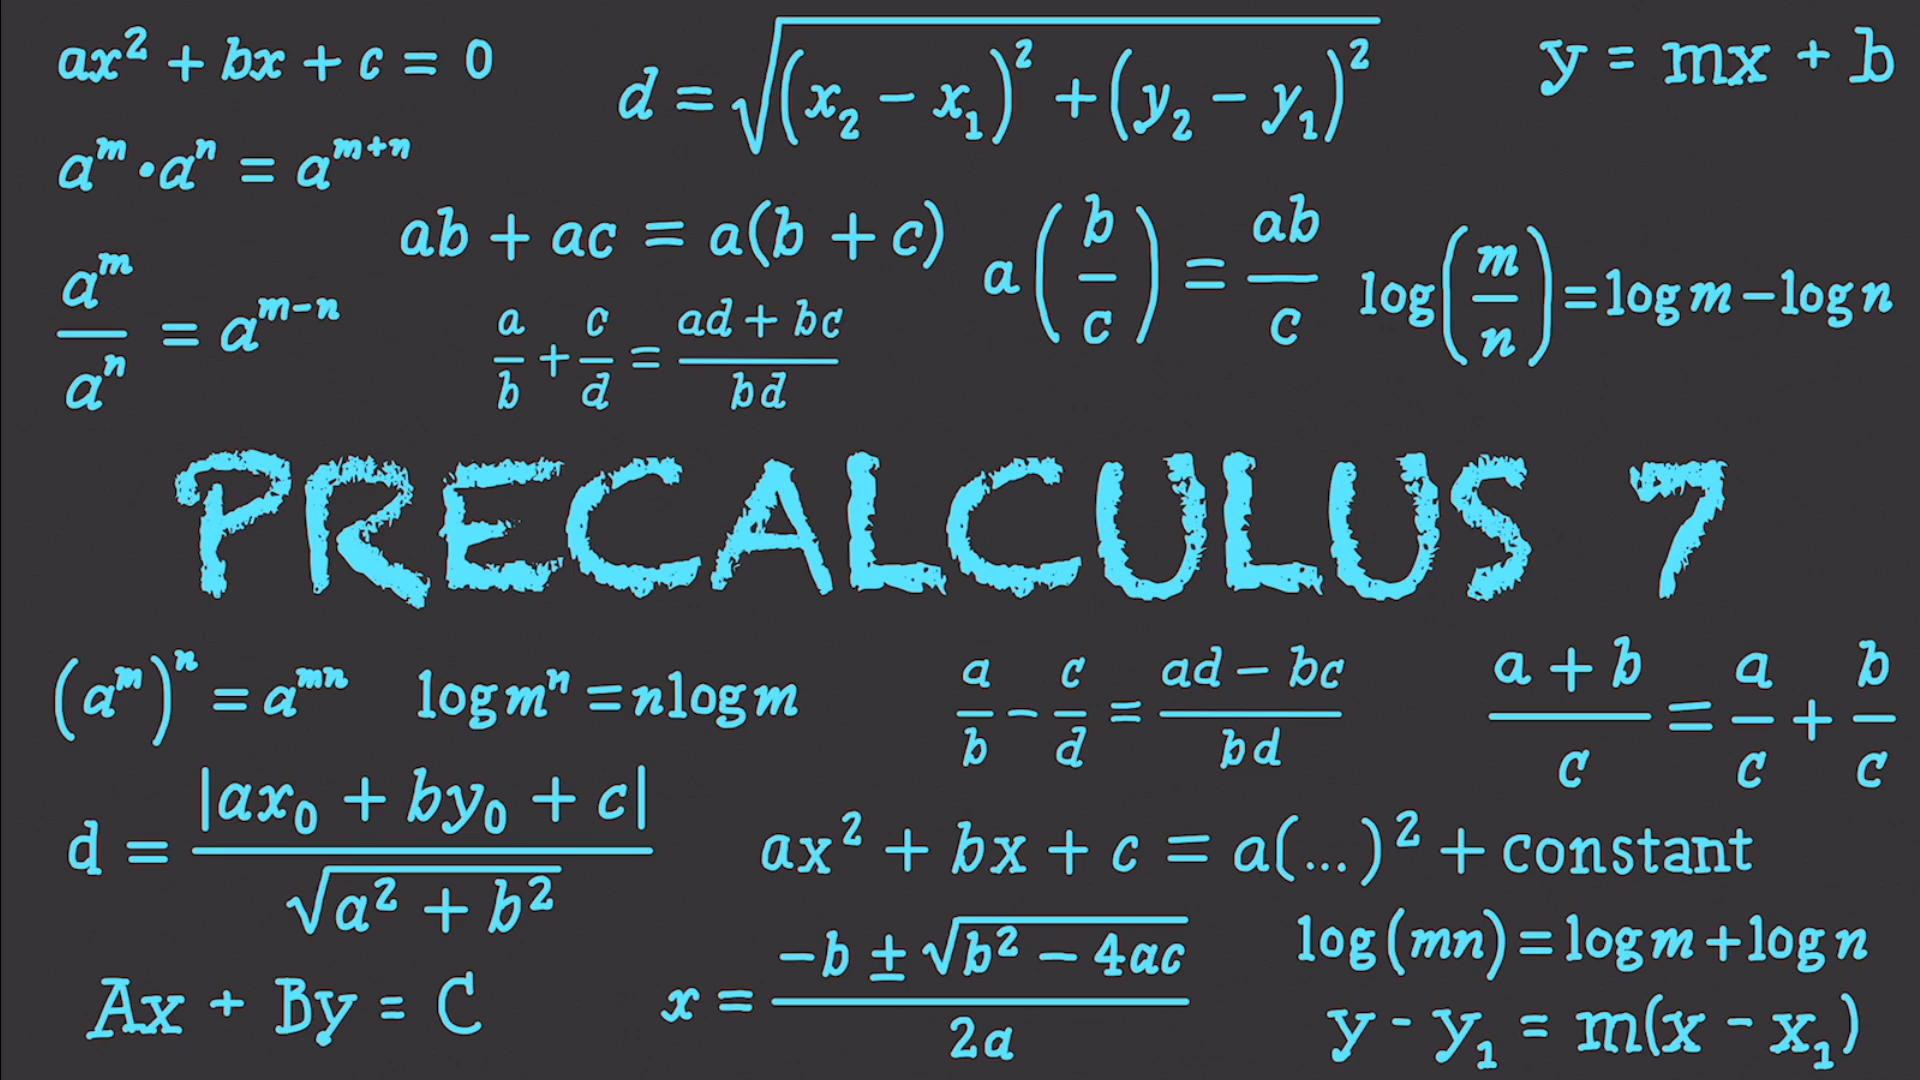 ax² + bx + c = 0
d = √((x₂ − x₁)² + (y₂ − y₁)²)
y = mx + b
aᵐ · aⁿ = aᵐ⁺ⁿ
ab + ac = a(b + c)
a(b/c) = ab/c
log(m/n) = log m − log n
aᵐ/aⁿ = aᵐ⁻ⁿ
a/b + c/d = (ad + bc)/bd
PRECALCULUS 7
(aᵐ)ⁿ = aᵐⁿ
log mⁿ = n log m
a/b − c/d = (ad − bc)/bd
(a + b)/c = a/c + b/c
d = |ax₀ + by₀ + c|/√(a² + b²)
ax² + bx + c = a(...)² + constant
log(mn) = log m + log n
Ax + By = C
x = (−b ± √(b² − 4ac))/2a
y - y₁ = m(x - x₁)